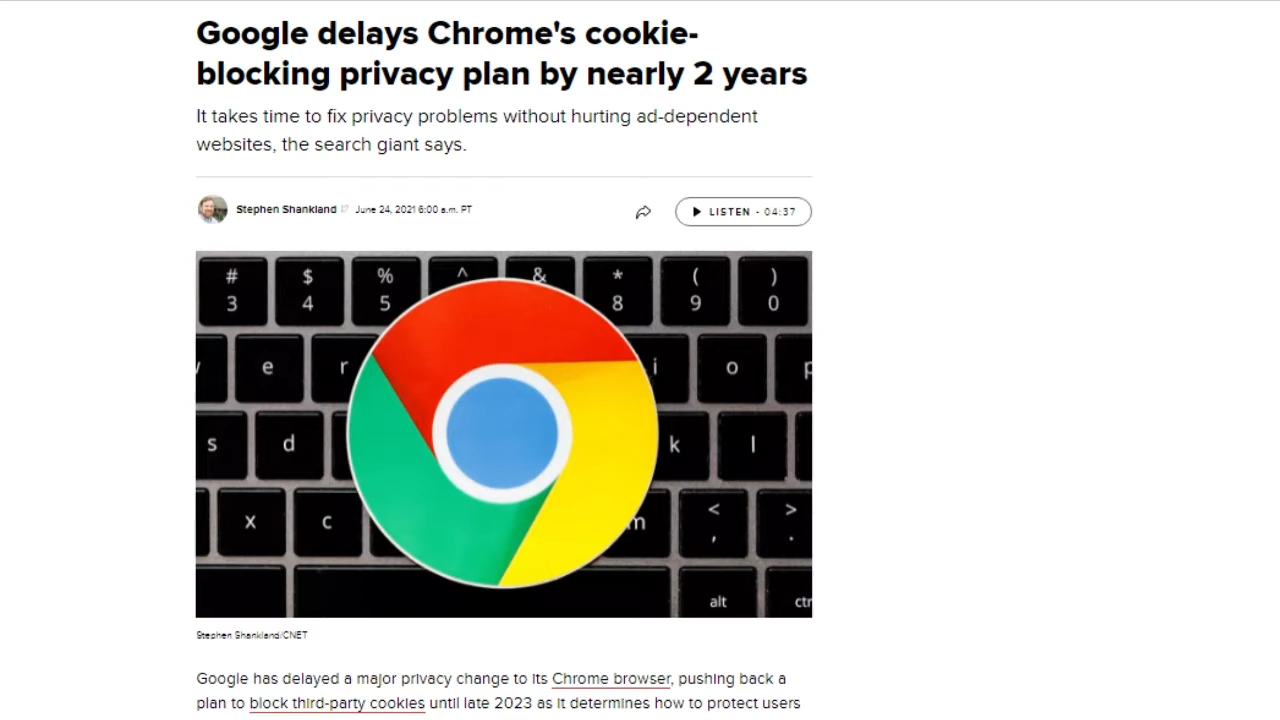 Google delays Chrome's cookie-
blocking privacy plan by nearly 2 years
It takes time to fix privacy problems without hurting ad-dependent
websites, the search giant says.
Stephen Shankland June 24, 2021 6:00 a.m. PT
LISTEN - 04:37
# $ % ^ & * ( )
3 4 5 8 9 0
e r i o p
s d k l
x c m < ,  > .
alt ctr
Stephen Shankland/CNET
Google has delayed a major privacy change to its Chrome browser, pushing back a
plan to block third-party cookies until late 2023 as it determines how to protect users